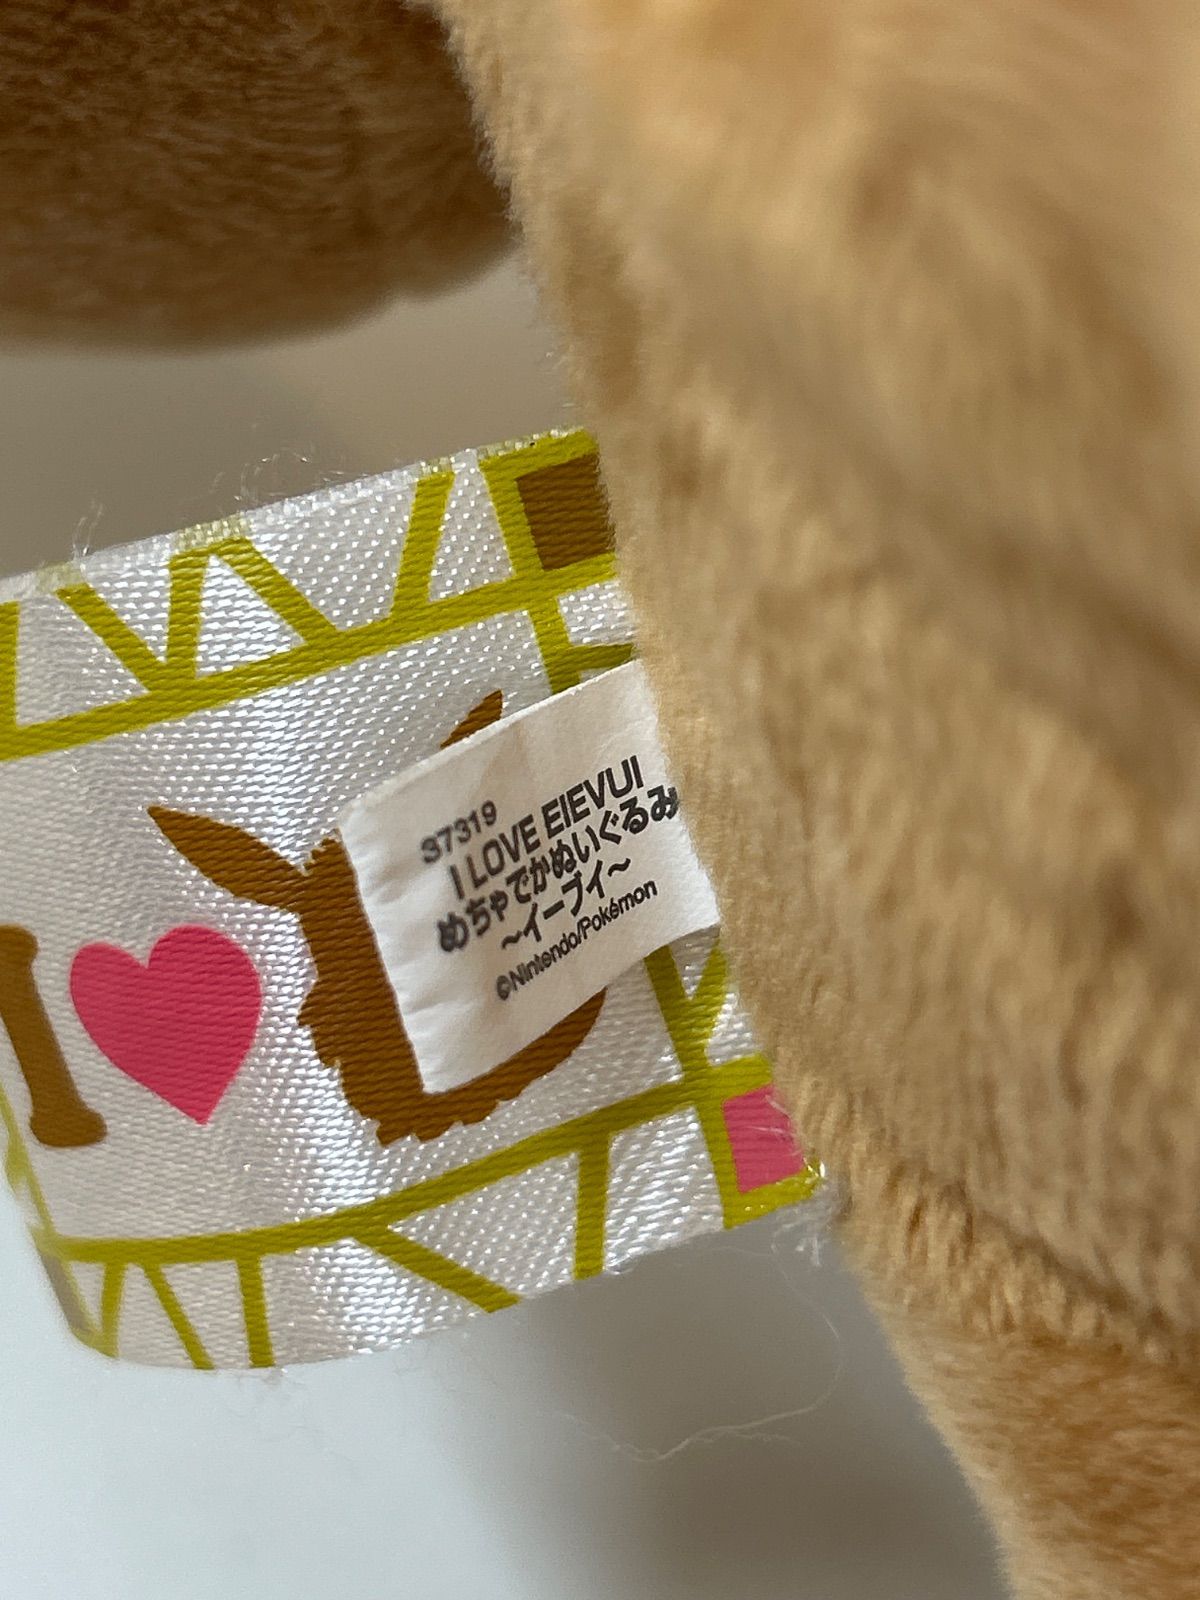 I
37319
I LOVE EIEVUI
めちゃでかぬいぐるみ
～イーブイ～
©Nintendo/Pokémon